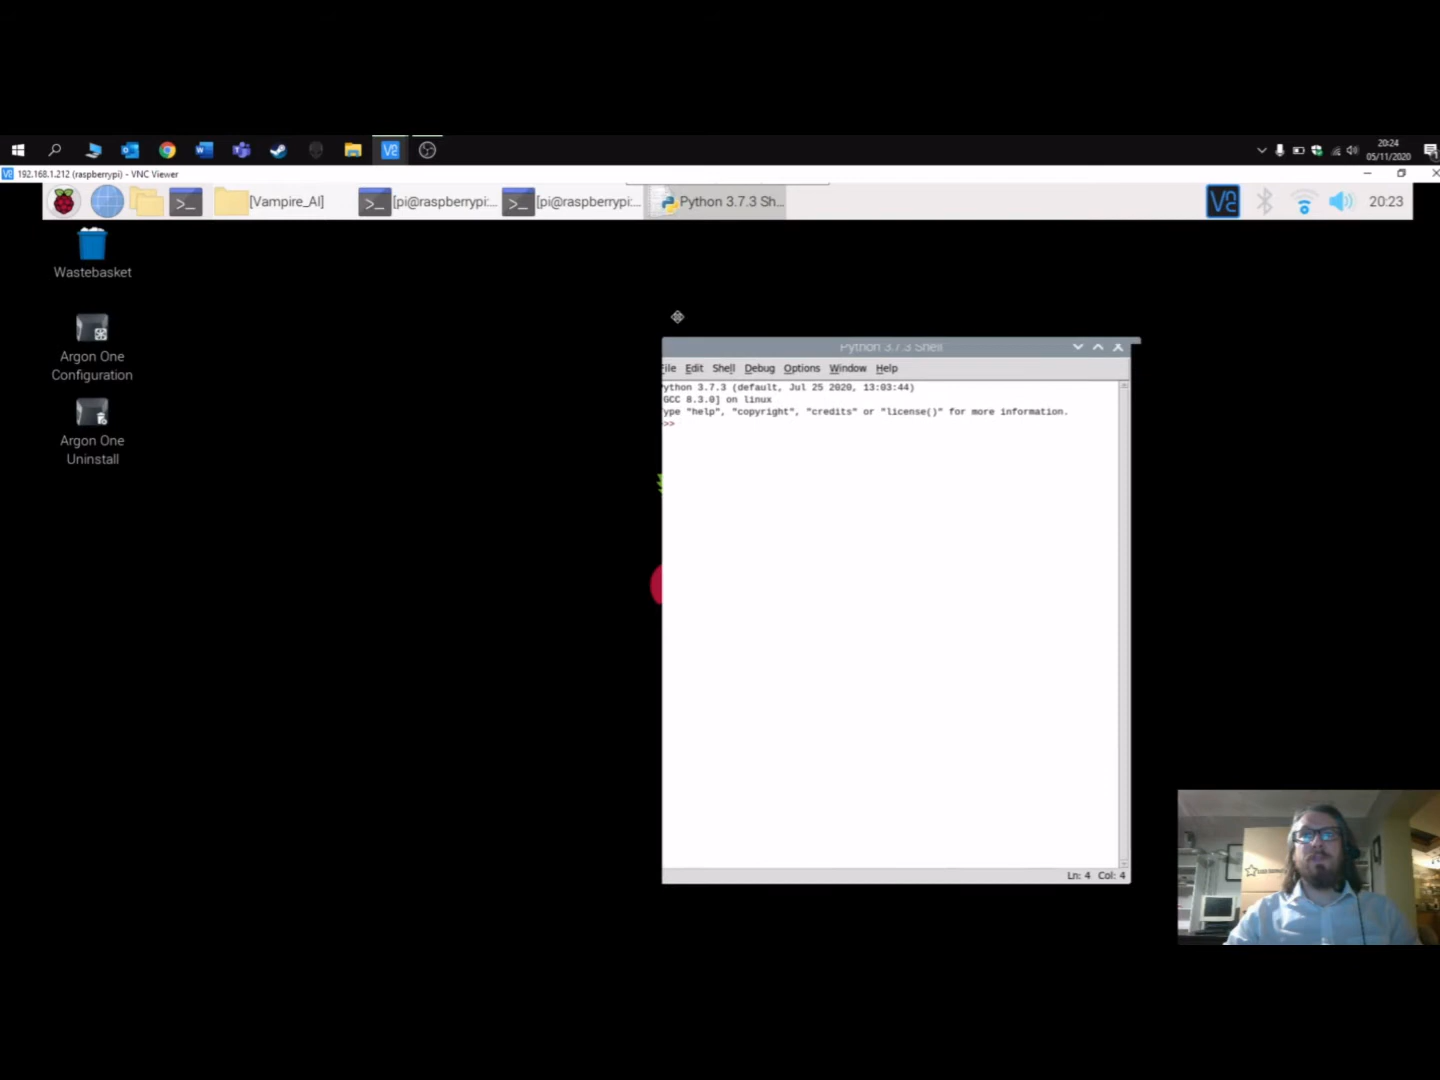 20:24
05/11/2020
192.168.1.212 (raspberrypi) - VNC Viewer
[Vampire_AI]
[pi@raspberrypi:...
[pi@raspberrypi:...
Python 3.7.3 Sh...
20:23
Wastebasket
Argon One
Configuration
Argon One
Uninstall
Python 3.7.3 Shell
File Edit Shell Debug Options Window Help
ython 3.7.3 (default, Jul 25 2020, 13:03:44)
GCC 8.3.0] on linux
ype "help", "copyright", "credits" or "license()" for more information.
>>
Ln: 4 Col: 4